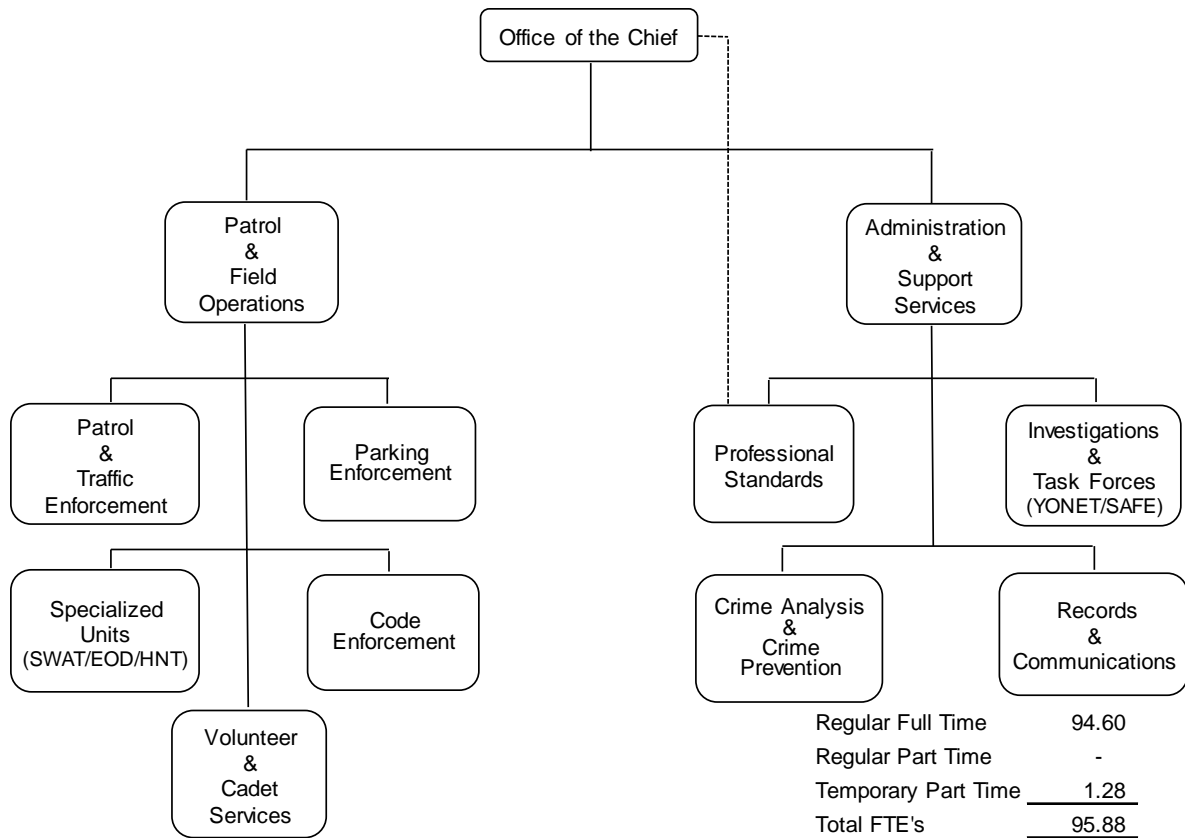 Office of the Chief
Patrol
&
Field
Operations
Administration
&
Support
Services
Patrol
&
Traffic
Enforcement
Parking
Enforcement
Professional
Standards
Investigations
&
Task Forces
(YONET/SAFE)
Specialized
Units
(SWAT/EOD/HNT)
Code
Enforcement
Crime Analysis
&
Crime
Prevention
Records
&
Communications
Volunteer
&
Cadet
Services
Regular Full Time 94.60
Regular Part Time -
Temporary Part Time 1.28
Total FTE's 95.88